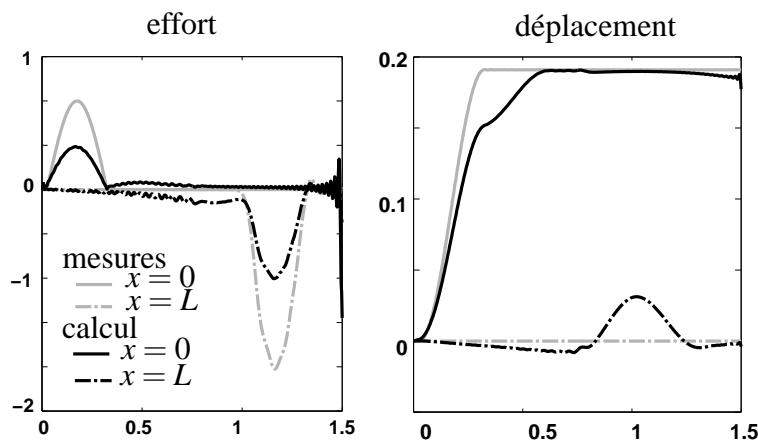 effort
1
0
−1
−2
0
0.5
1
1.5
mesures
x = 0
x = L
calcul
x = 0
x = L
déplacement
0.2
0.1
0
0
0.5
1
1.5